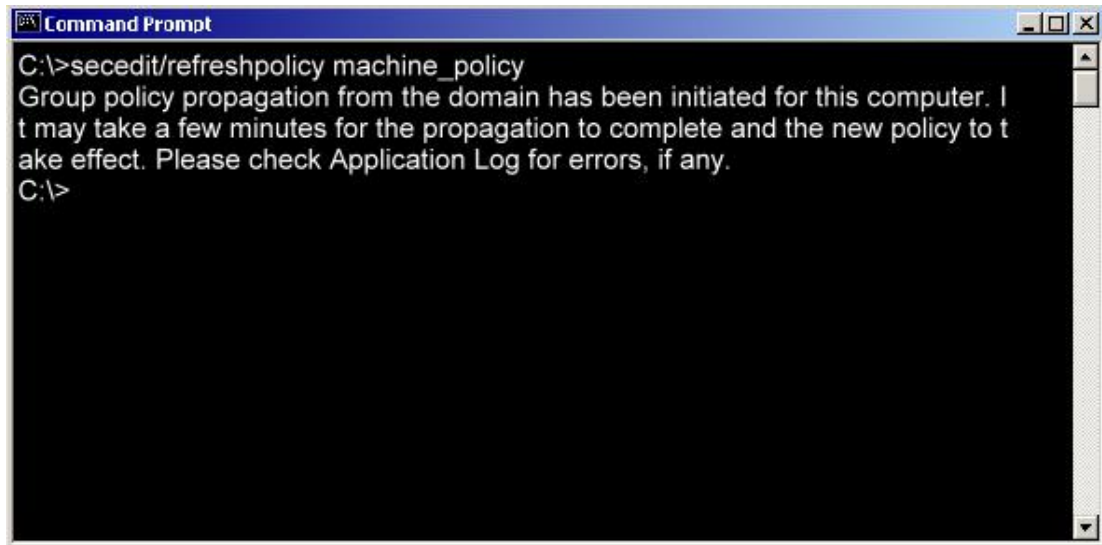 Command Prompt
C:\>secedit/refreshpolicy machine_policy
Group policy propagation from the domain has been initiated for this computer. I
t may take a few minutes for the propagation to complete and the new policy to t
ake effect. Please check Application Log for errors, if any.
C:\>